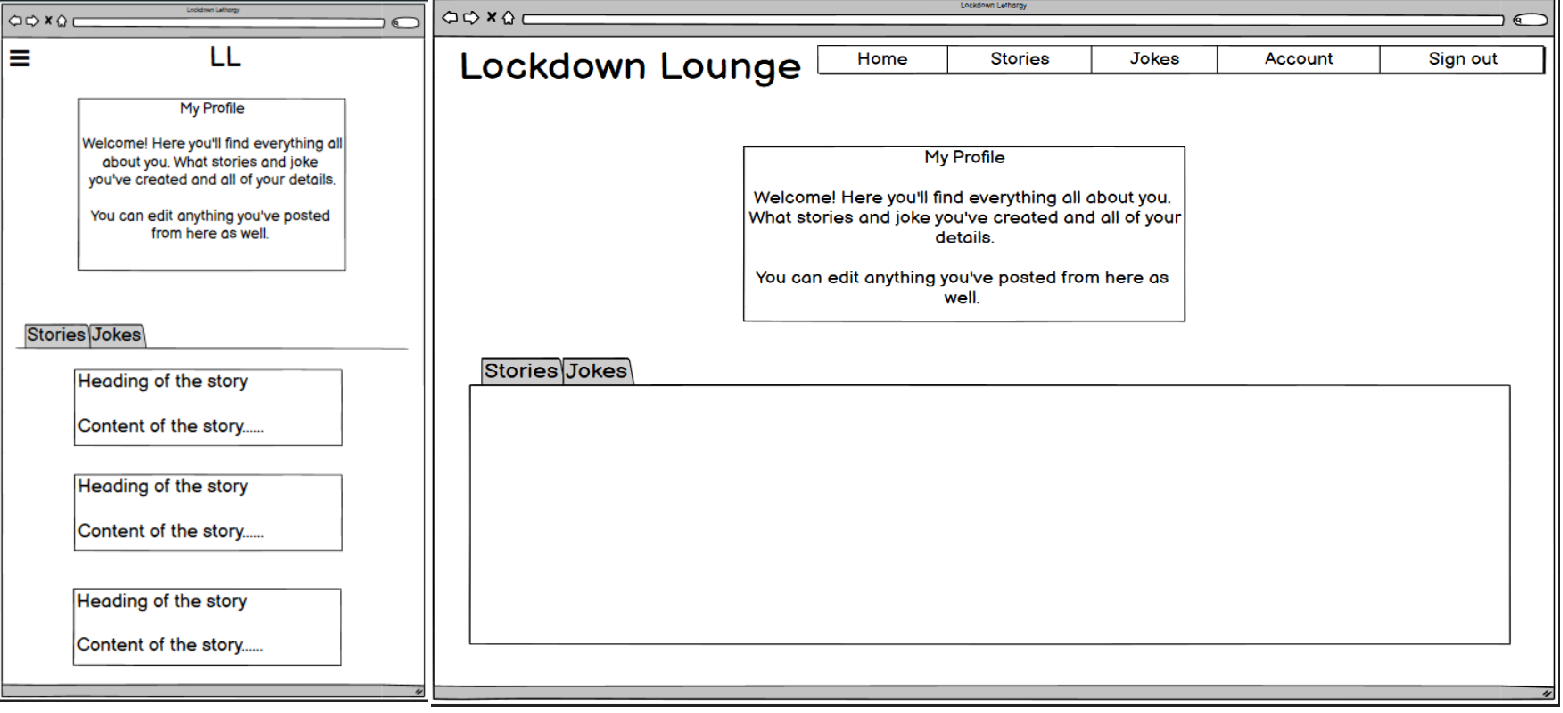 Lockdown Lethargy
LL
My Profile
Welcome! Here you'll find everything all
about you. What stories and joke
you've created and all of your details.
You can edit anything you've posted
from here as well.
Stories Jokes
Heading of the story
Content of the story......
Heading of the story
Content of the story......
Heading of the story
Content of the story......
Lockdown Lethargy
Lockdown Lounge Home Stories Jokes Account Sign out
My Profile
Welcome! Here you'll find everything all about you.
What stories and joke you've created and all of your
details.
You can edit anything you've posted from here as
well.
Stories Jokes